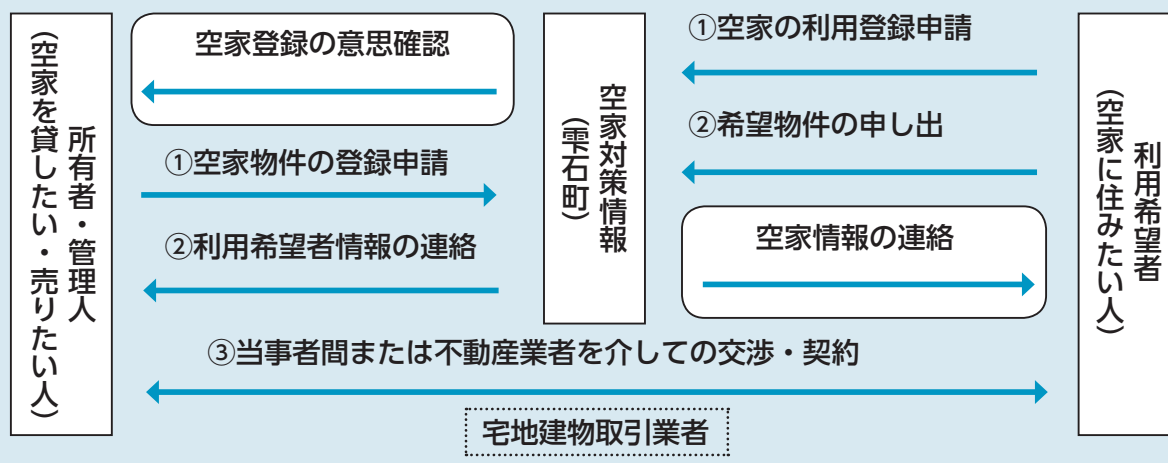 所有者・管理人
（空家を貸したい・売りたい人）
空家登録の意思確認
①空家物件の登録申請
②利用希望者情報の連絡
空家対策情報
（雫石町）
①空家の利用登録申請
②希望物件の申し出
空家情報の連絡
利用希望者
（空家に住みたい人）
③当事者間または不動産業者を介しての交渉・契約
宅地建物取引業者